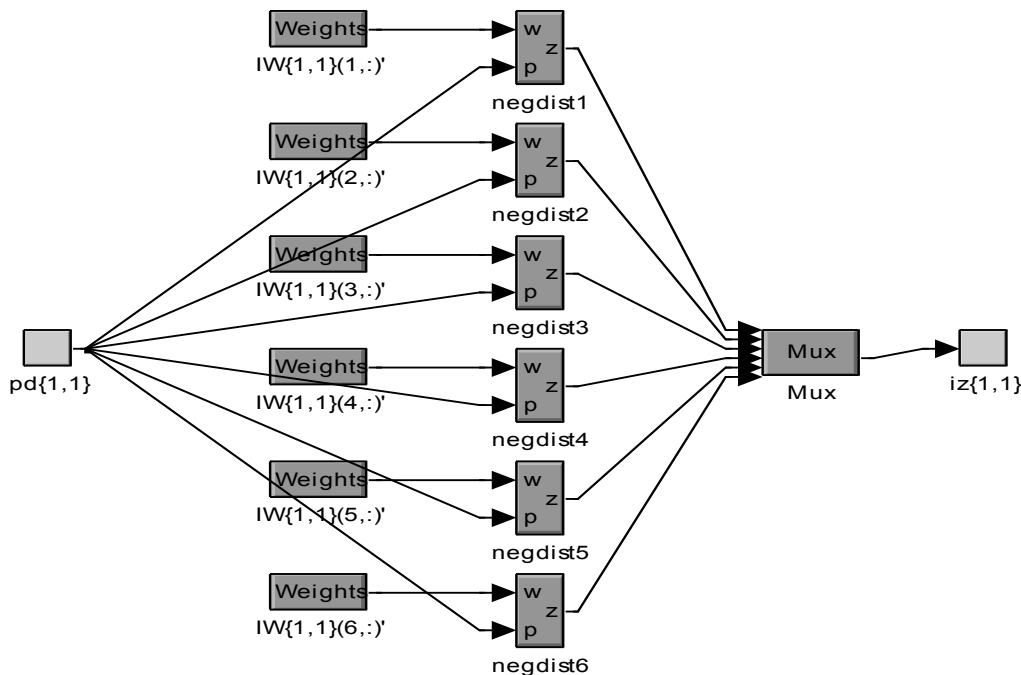 Weights
w
z
p
IW{1,1}(1,:)'
negdist1
Weights
w
z
p
IW{1,1}(2,:)'
negdist2
Weights
w
z
p
IW{1,1}(3,:)'
negdist3
pd{1,1}
Weights
w
z
p
IW{1,1}(4,:)'
negdist4
Mux
Mux
iz{1,1}
Weights
w
z
p
IW{1,1}(5,:)'
negdist5
Weights
w
z
p
IW{1,1}(6,:)'
negdist6